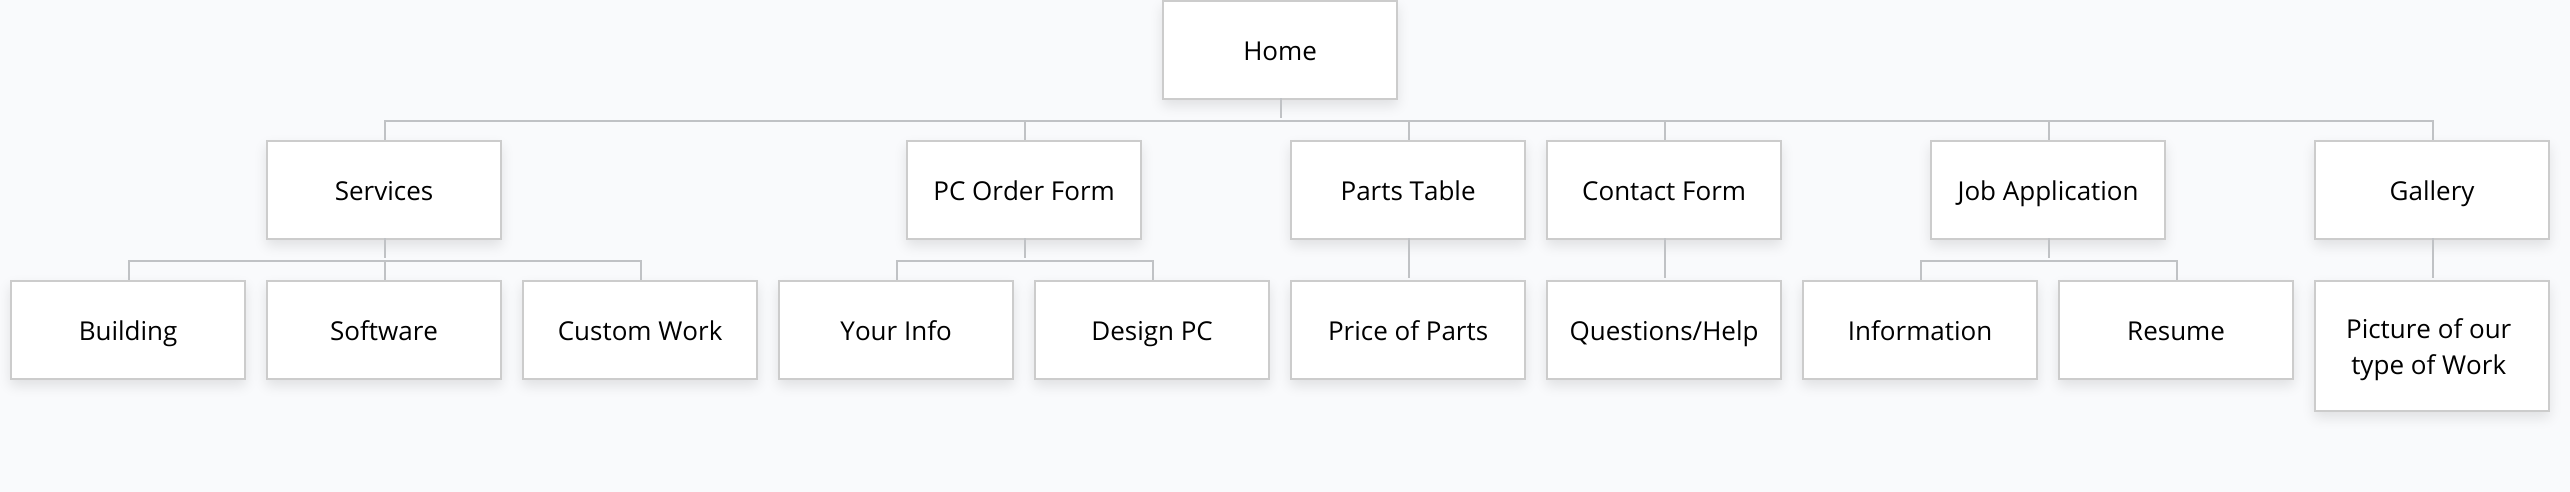 Home
Services
PC Order Form
Parts Table
Contact Form
Job Application
Gallery
Building
Software
Custom Work
Your Info
Design PC
Price of Parts
Questions/Help
Information
Resume
Picture of our
type of Work